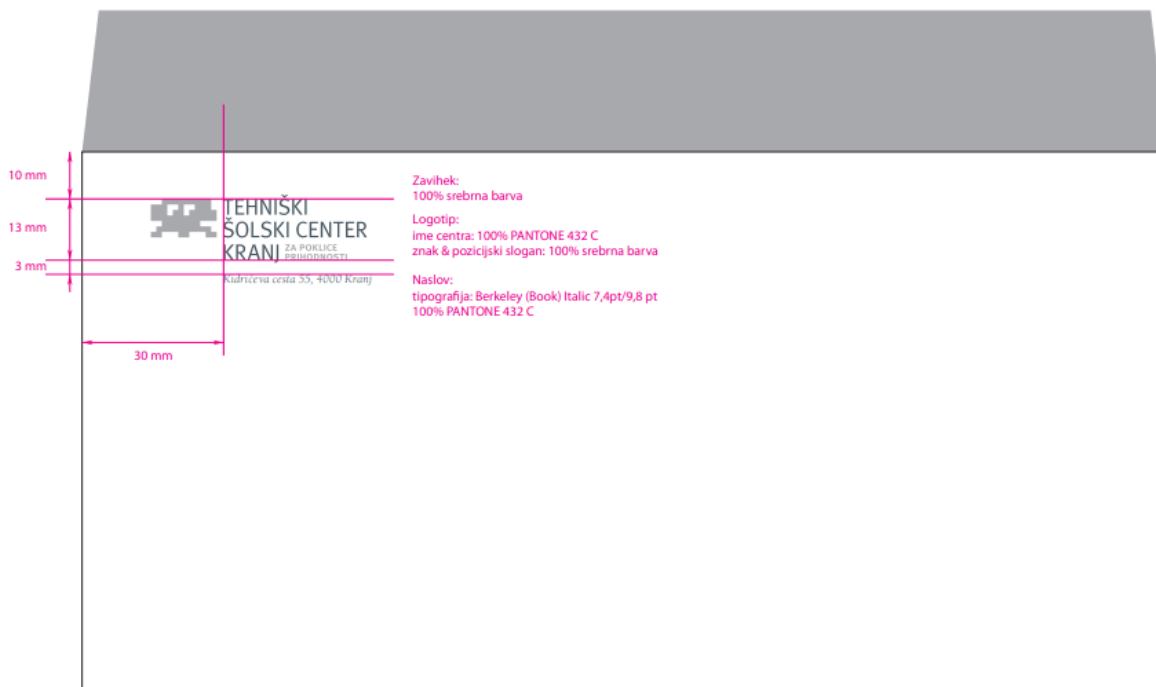 10 mm
13 mm
3 mm
30 mm
TEHNIŠKI
ŠOLSKI CENTER
KRANJ ZA POKLICE
PRIHODNOSTI
Kidričeva cesta 55, 4000 Kranj
Zavihek:
100% srebrna barva
Logotip:
ime centra: 100% PANTONE 432 C
znak & pozicijski slogan: 100% srebrna barva
Naslov:
tipografija: Berkeley (Book) Italic 7,4pt/9,8 pt
100% PANTONE 432 C